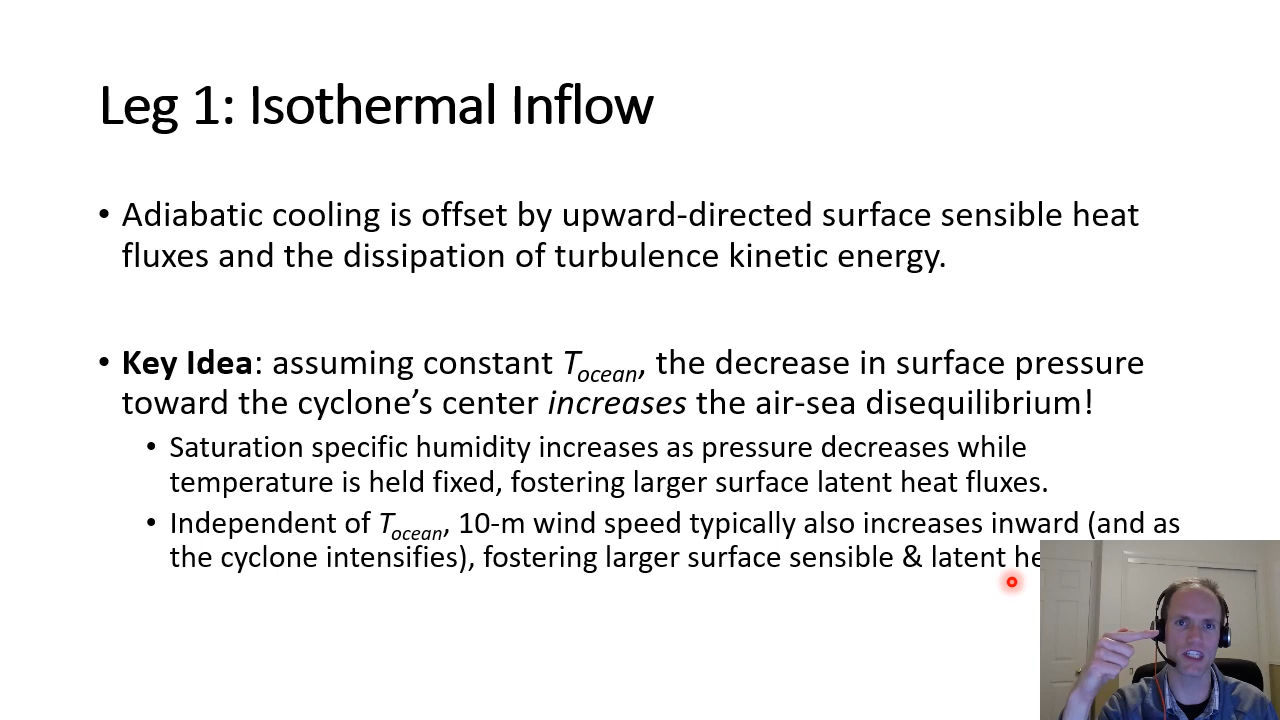 Leg 1: Isothermal Inflow
• Adiabatic cooling is offset by upward-directed surface sensible heat
fluxes and the dissipation of turbulence kinetic energy.
• Key Idea: assuming constant Tocean, the decrease in surface pressure
toward the cyclone’s center increases the air-sea disequilibrium!
• Saturation specific humidity increases as pressure decreases while
temperature is held fixed, fostering larger surface latent heat fluxes.
• Independent of Tocean, 10-m wind speed typically also increases inward (and as
the cyclone intensifies), fostering larger surface sensible & latent